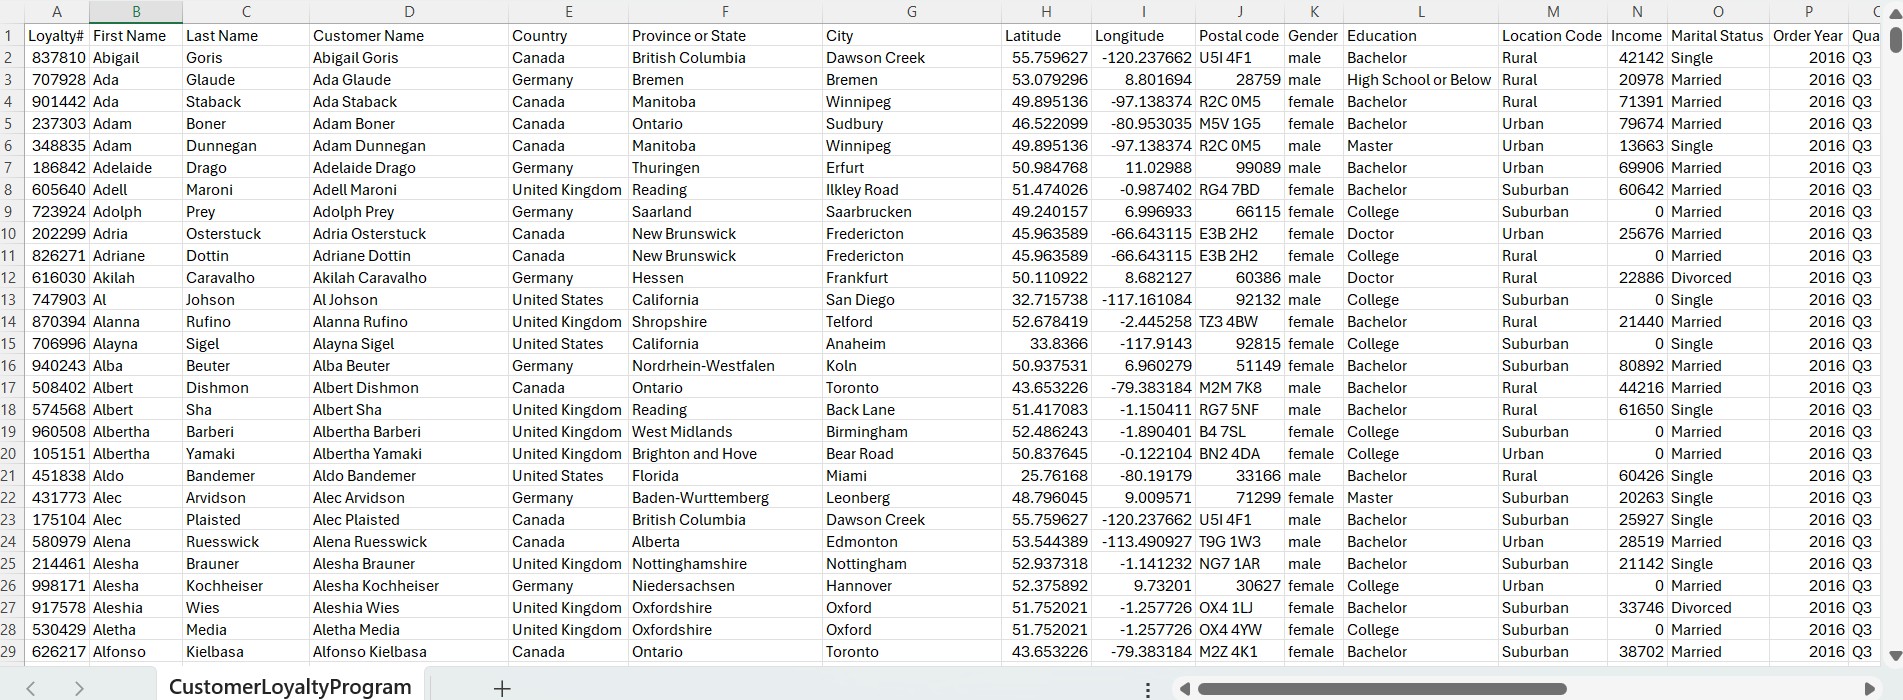 A B C D E F G H I J K L M N O P
1 Loyalty# First Name Last Name Customer Name Country Province or State City Latitude Longitude Postal code Gender Education Location Code Income Marital Status Order Year Qua
2 837810 Abigail Goris Abigail Goris Canada British Columbia Dawson Creek 55.759627 -120.237662 U5I 4F1 male Bachelor Rural 42142 Single 2016 Q3
3 707928 Ada Glaude Ada Glaude Germany Bremen Bremen 53.079296 8.801694 28759 male High School or Below Rural 20978 Married 2016 Q3
4 901442 Ada Staback Ada Staback Canada Manitoba Winnipeg 49.895136 -97.138374 R2C 0M5 female Bachelor Rural 71391 Married 2016 Q3
5 237303 Adam Boner Adam Boner Canada Ontario Sudbury 46.522099 -80.953035 M5V 1G5 female Bachelor Urban 79674 Married 2016 Q3
6 348835 Adam Dunnegan Adam Dunnegan Canada Manitoba Winnipeg 49.895136 -97.138374 R2C 0M5 male Master Urban 13663 Single 2016 Q3
7 186842 Adelaide Drago Adelaide Drago Germany Thuringen Erfurt 50.984768 11.02988 99089 male Bachelor Urban 69906 Married 2016 Q3
8 605640 Adell Maroni Adell Maroni United Kingdom Reading Ilkley Road 51.474026 -0.987402 RG4 7BD female Bachelor Suburban 60642 Married 2016 Q3
9 723924 Adolph Prey Adolph Prey Germany Saarland Saarbrucken 49.240157 6.996933 66115 female College Suburban 0 Married 2016 Q3
10 202299 Adria Osterstuck Adria Osterstuck Canada New Brunswick Fredericton 45.963589 -66.643115 E3B 2H2 female Doctor Urban 25676 Married 2016 Q3
11 826271 Adriane Dottin Adriane Dottin Canada New Brunswick Fredericton 45.963589 -66.643115 E3B 2H2 female College Rural 0 Married 2016 Q3
12 616030 Akilah Caravalho Akilah Caravalho Germany Hessen Frankfurt 50.110922 8.682127 60386 male Doctor Rural 22886 Divorced 2016 Q3
13 747903 Al Johson Al Johson United States California San Diego 32.715738 -117.161084 92132 male College Suburban 0 Single 2016 Q3
14 870394 Alanna Rufino Alanna Rufino United Kingdom Shropshire Telford 52.678419 -2.445258 TZ3 4BW female Bachelor Rural 21440 Married 2016 Q3
15 706996 Alayna Sigel Alayna Sigel United States California Anaheim 33.8366 -117.9143 92815 female College Suburban 0 Single 2016 Q3
16 940243 Alba Beuter Alba Beuter Germany Nordrhein-Westfalen Koln 50.937531 6.960279 51149 female Bachelor Suburban 80892 Married 2016 Q3
17 508402 Albert Dishmon Albert Dishmon Canada Ontario Toronto 43.653226 -79.383184 M2M 7K8 male Bachelor Rural 44216 Married 2016 Q3
18 574568 Albert Sha Albert Sha United Kingdom Reading Back Lane 51.417083 -1.150411 RG7 5NF male Bachelor Rural 61650 Single 2016 Q3
19 960508 Albertha Barberi Albertha Barberi United Kingdom West Midlands Birmingham 52.486243 -1.890401 B4 7SL female College Suburban 0 Married 2016 Q3
20 105151 Albertha Yamaki Albertha Yamaki United Kingdom Brighton and Hove Bear Road 50.837645 -0.122104 BN2 4DA female College Urban 0 Married 2016 Q3
21 451838 Aldo Bandemer Aldo Bandemer United States Florida Miami 25.76168 -80.19179 33166 male Bachelor Rural 60426 Single 2016 Q3
22 431773 Alec Arvidson Alec Arvidson Germany Baden-Wurttemberg Leonberg 48.796045 9.009571 71299 female Master Suburban 20263 Single 2016 Q3
23 175104 Alec Plaisted Alec Plaisted Canada British Columbia Dawson Creek 55.759627 -120.237662 U5I 4F1 male Bachelor Suburban 25927 Single 2016 Q3
24 580979 Alena Ruesswick Alena Ruesswick Canada Alberta Edmonton 53.544389 -113.490927 T9G 1W3 male Bachelor Urban 28519 Married 2016 Q3
25 214461 Alesha Brauner Alesha Brauner United Kingdom Nottinghamshire Nottingham 52.937318 -1.141232 NG7 1AR male Bachelor Suburban 21142 Single 2016 Q3
26 998171 Alesha Kochheiser Alesha Kochheiser Germany Niedersachsen Hannover 52.375892 9.73201 30627 female College Urban 0 Married 2016 Q3
27 917578 Aleshia Wies Aleshia Wies United Kingdom Oxfordshire Oxford 51.752021 -1.257726 OX4 1LJ female Bachelor Suburban 33746 Divorced 2016 Q3
28 530429 Aletha Media Aletha Media United Kingdom Oxfordshire Oxford 51.752021 -1.257726 OX4 4YW female College Suburban 0 Married 2016 Q3
29 626217 Alfonso Kielbasa Alfonso Kielbasa Canada Ontario Toronto 43.653226 -79.383184 M2Z 4K1 female Bachelor Suburban 38702 Married 2016 Q3
CustomerLoyaltyProgram